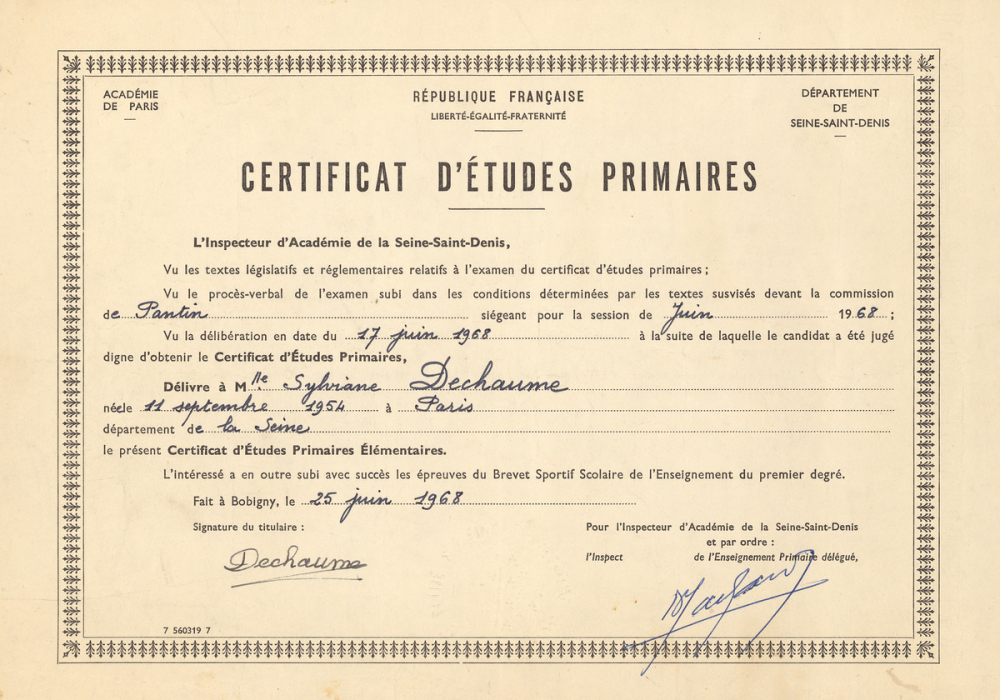 ACADÉMIE
DE PARIS
RÉPUBLIQUE FRANÇAISE
LIBERTÉ-ÉGALITÉ-FRATERNITÉ
DÉPARTEMENT
DE
SEINE-SAINT-DENIS
CERTIFICAT D'ÉTUDES PRIMAIRES
L'Inspecteur d'Académie de la Seine-Saint-Denis,
Vu les textes législatifs et réglementaires relatifs à l'examen du certificat d'études primaires ;
Vu le procès-verbal de l'examen subi dans les conditions déterminées par les textes susvisés devant la commission
de Pantin siégeant pour la session de Juin 1968 ;
Vu la délibération en date du 17 juin 1968 à la suite de laquelle le candidat a été jugé
digne d'obtenir le Certificat d'Études Primaires,
Délivre à Mlle Sylviane Dechaume
née le 11 septembre 1954 à Paris
département de la Seine
le présent Certificat d'Études Primaires Élémentaires.
L'intéressé a en outre subi avec succès les épreuves du Brevet Sportif Scolaire de l'Enseignement du premier degré.
Fait à Bobigny, le 25 juin 1968
Signature du titulaire :
Dechaume
Pour l'Inspecteur d'Académie de la Seine-Saint-Denis
et par ordre :
l'Inspect de l'Enseignement Primaire délégué,
7 560319 7